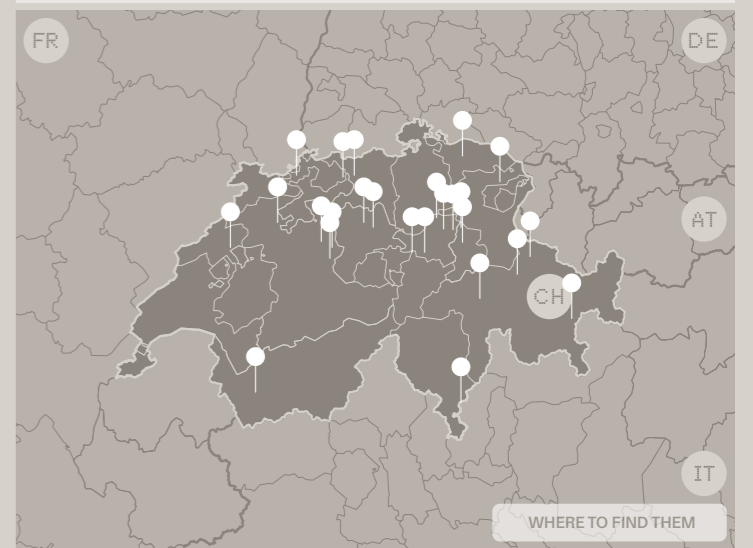 FR
DE
AT
CH
IT
WHERE TO FIND THEM